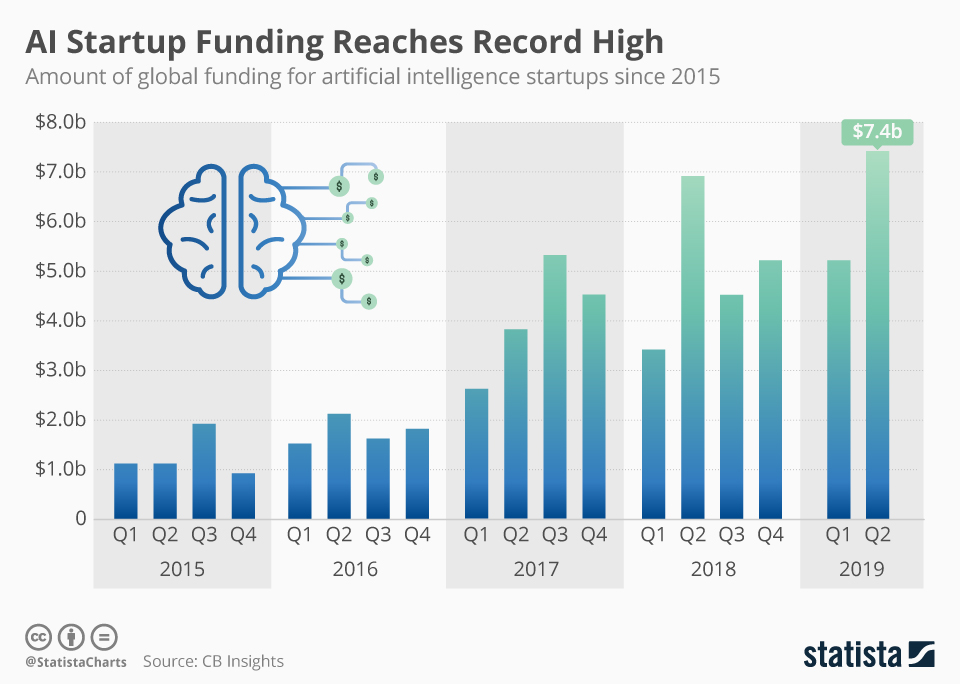 AI Startup Funding Reaches Record High
Amount of global funding for artificial intelligence startups since 2015
$8.0b
$7.0b
$6.0b
$5.0b
$4.0b
$3.0b
$2.0b
$1.0b
0
$7.4b
$ $
$ $
$ $
$ $
Q1 Q2 Q3 Q4 Q1 Q2 Q3 Q4 Q1 Q2 Q3 Q4 Q1 Q2 Q3 Q4 Q1 Q2
2015 2016 2017 2018 2019
cc =
@StatistaCharts Source: CB Insights
statista